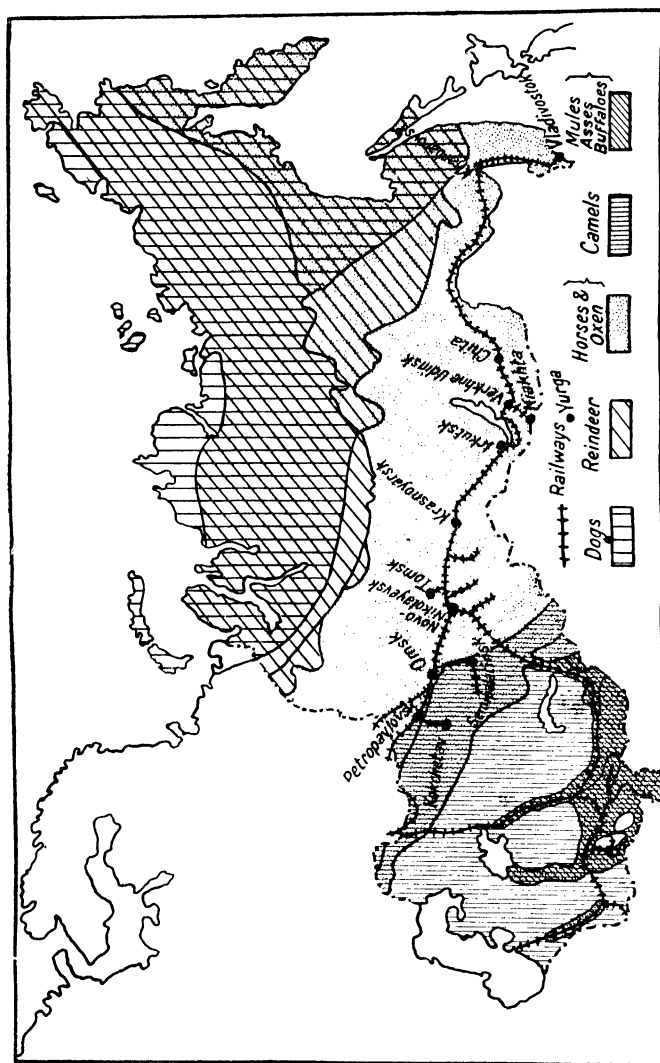 Petropavlovsk
Omsk
Novo-
Nikolayevsk
Tomsk
Krasnoyarsk
Irkutsk
Verkhne Udinsk
Chita
Kiakhta
Vladivostok
Railways
Yurga
Dogs
Reindeer
Horses &
Oxen
Camels
Mules
Asses
Buffaloes